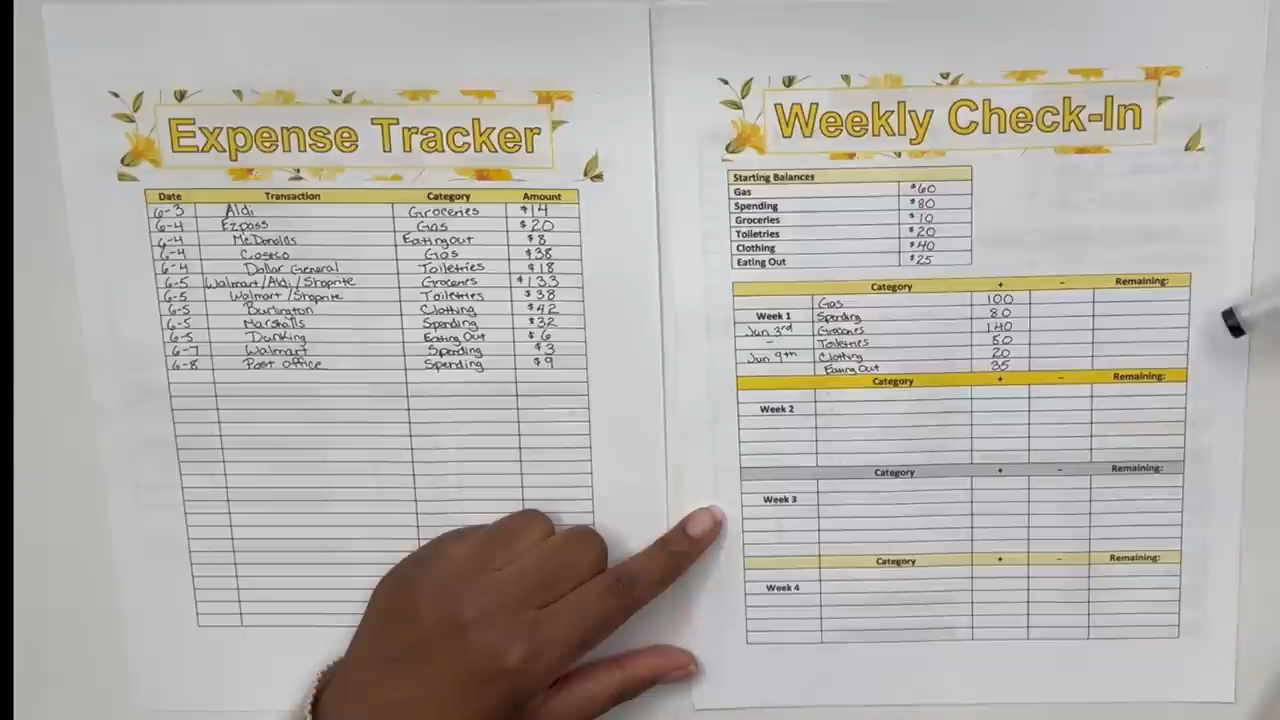 Expense Tracker
Date Transaction Category Amount
6-3 Aldi Groceries $14
6-4 Ezpass Gas $20
6-4 McDonalds Eating out $8
6-4 Costco Gas $38
6-4 Dollar General Toiletries $18
6-5 Walmart/Aldi/Shoprite Groceries $133
6-5 Walmart/Shoprite Toiletries $38
6-5 Burlington Clothing $42
6-5 Marshalls Spending $32
6-5 Dunking Eating Out $6
6-7 Walmart Spending $3
6-8 Post office Spending $9
Weekly Check-In
Starting Balances
Gas $60
Spending $80
Groceries $10
Toiletries $20
Clothing $40
Eating Out $25
Category + - Remaining:
Gas 100
Week 1 Spending 80
Jun 3rd Groceries 140
- Toiletries 50
Jun 9th Clothing 20
Eating Out 35
Category + - Remaining:
Week 2
Category + - Remaining:
Week 3
Category + - Remaining:
Week 4